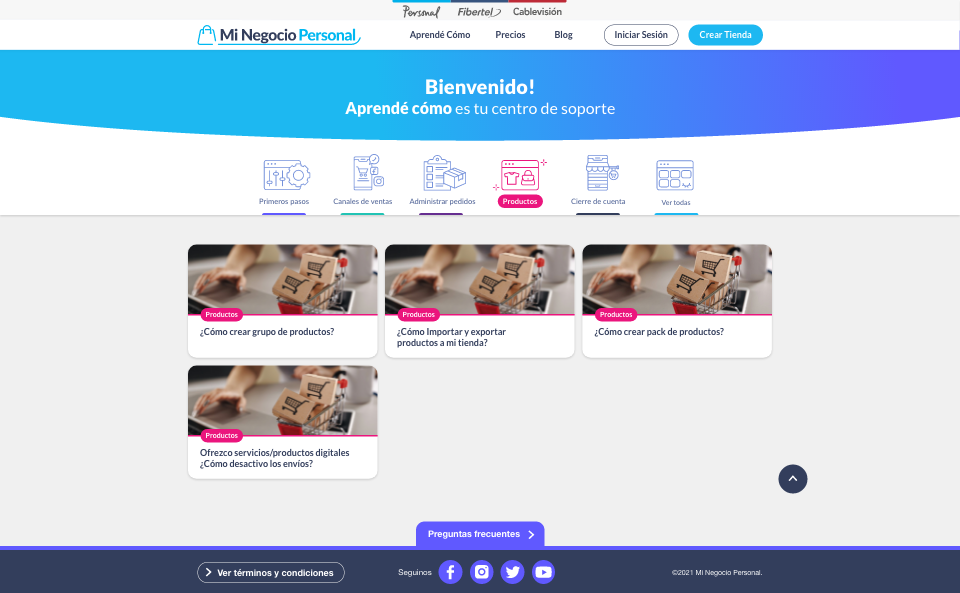 Personal Fibertel Cablevisión
Mi Negocio Personal Aprendé Cómo Precios Blog Iniciar Sesión Crear Tienda
Bienvenido!
Aprendé cómo es tu centro de soporte
Primeros pasos Canales de ventas Administrar pedidos Productos Cierre de cuenta Ver todas
Productos
¿Cómo crear grupo de productos?
Productos
¿Cómo Importar y exportar
productos a mi tienda?
Productos
¿Cómo crear pack de productos?
Productos
Ofrezco servicios/productos digitales
¿Cómo desactivo los envíos?
Preguntas frecuentes
Ver términos y condiciones Seguinos ©2021 Mi Negocio Personal.